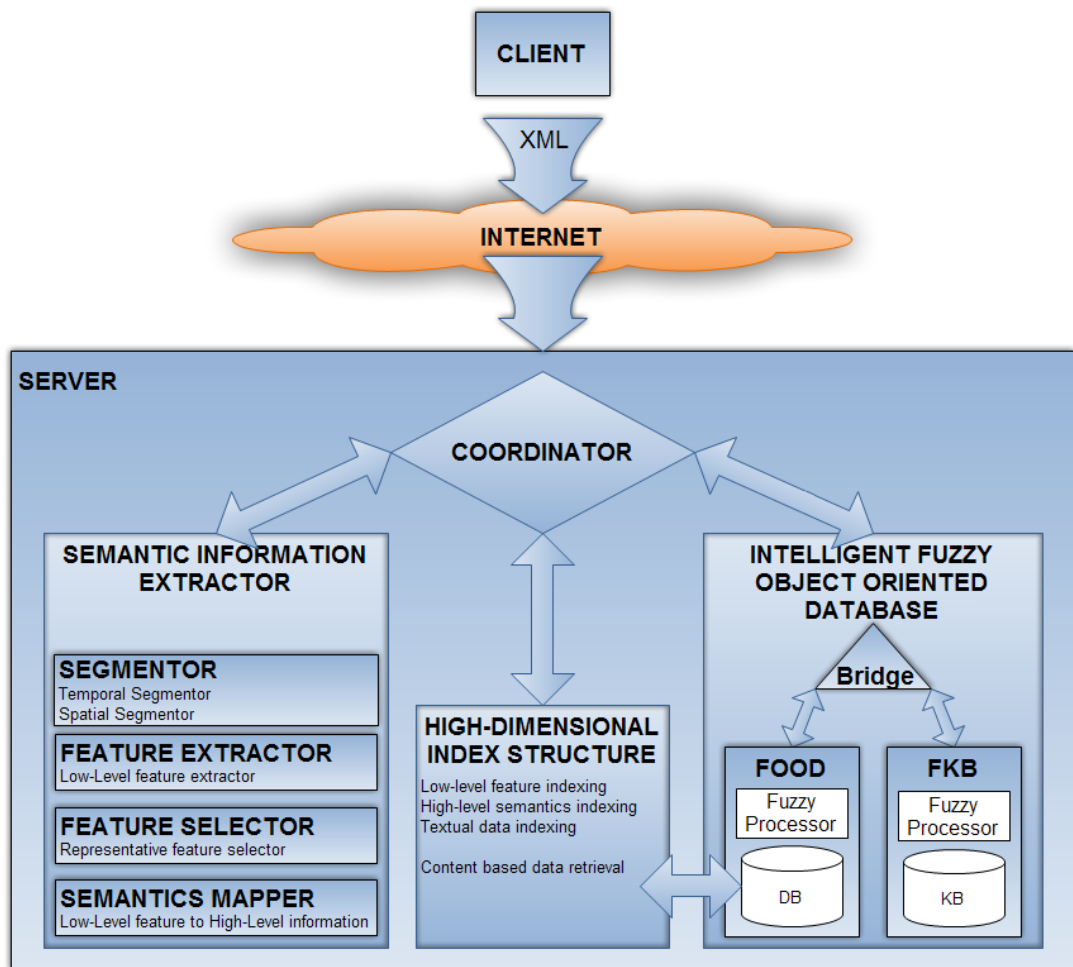 CLIENT
XML
INTERNET
SERVER
COORDINATOR
SEMANTIC INFORMATION
EXTRACTOR
SEGMENTOR
Temporal Segmentor
Spatial Segmentor
FEATURE EXTRACTOR
Low-Level feature extractor
FEATURE SELECTOR
Representative feature selector
SEMANTICS MAPPER
Low-Level feature to High-Level information
HIGH-DIMENSIONAL
INDEX STRUCTURE
Low-level feature indexing
High-level semantics indexing
Textual data indexing
Content based data retrieval
INTELLIGENT FUZZY
OBJECT ORIENTED
DATABASE
Bridge
FOOD
Fuzzy
Processor
DB
FKB
Fuzzy
Processor
KB